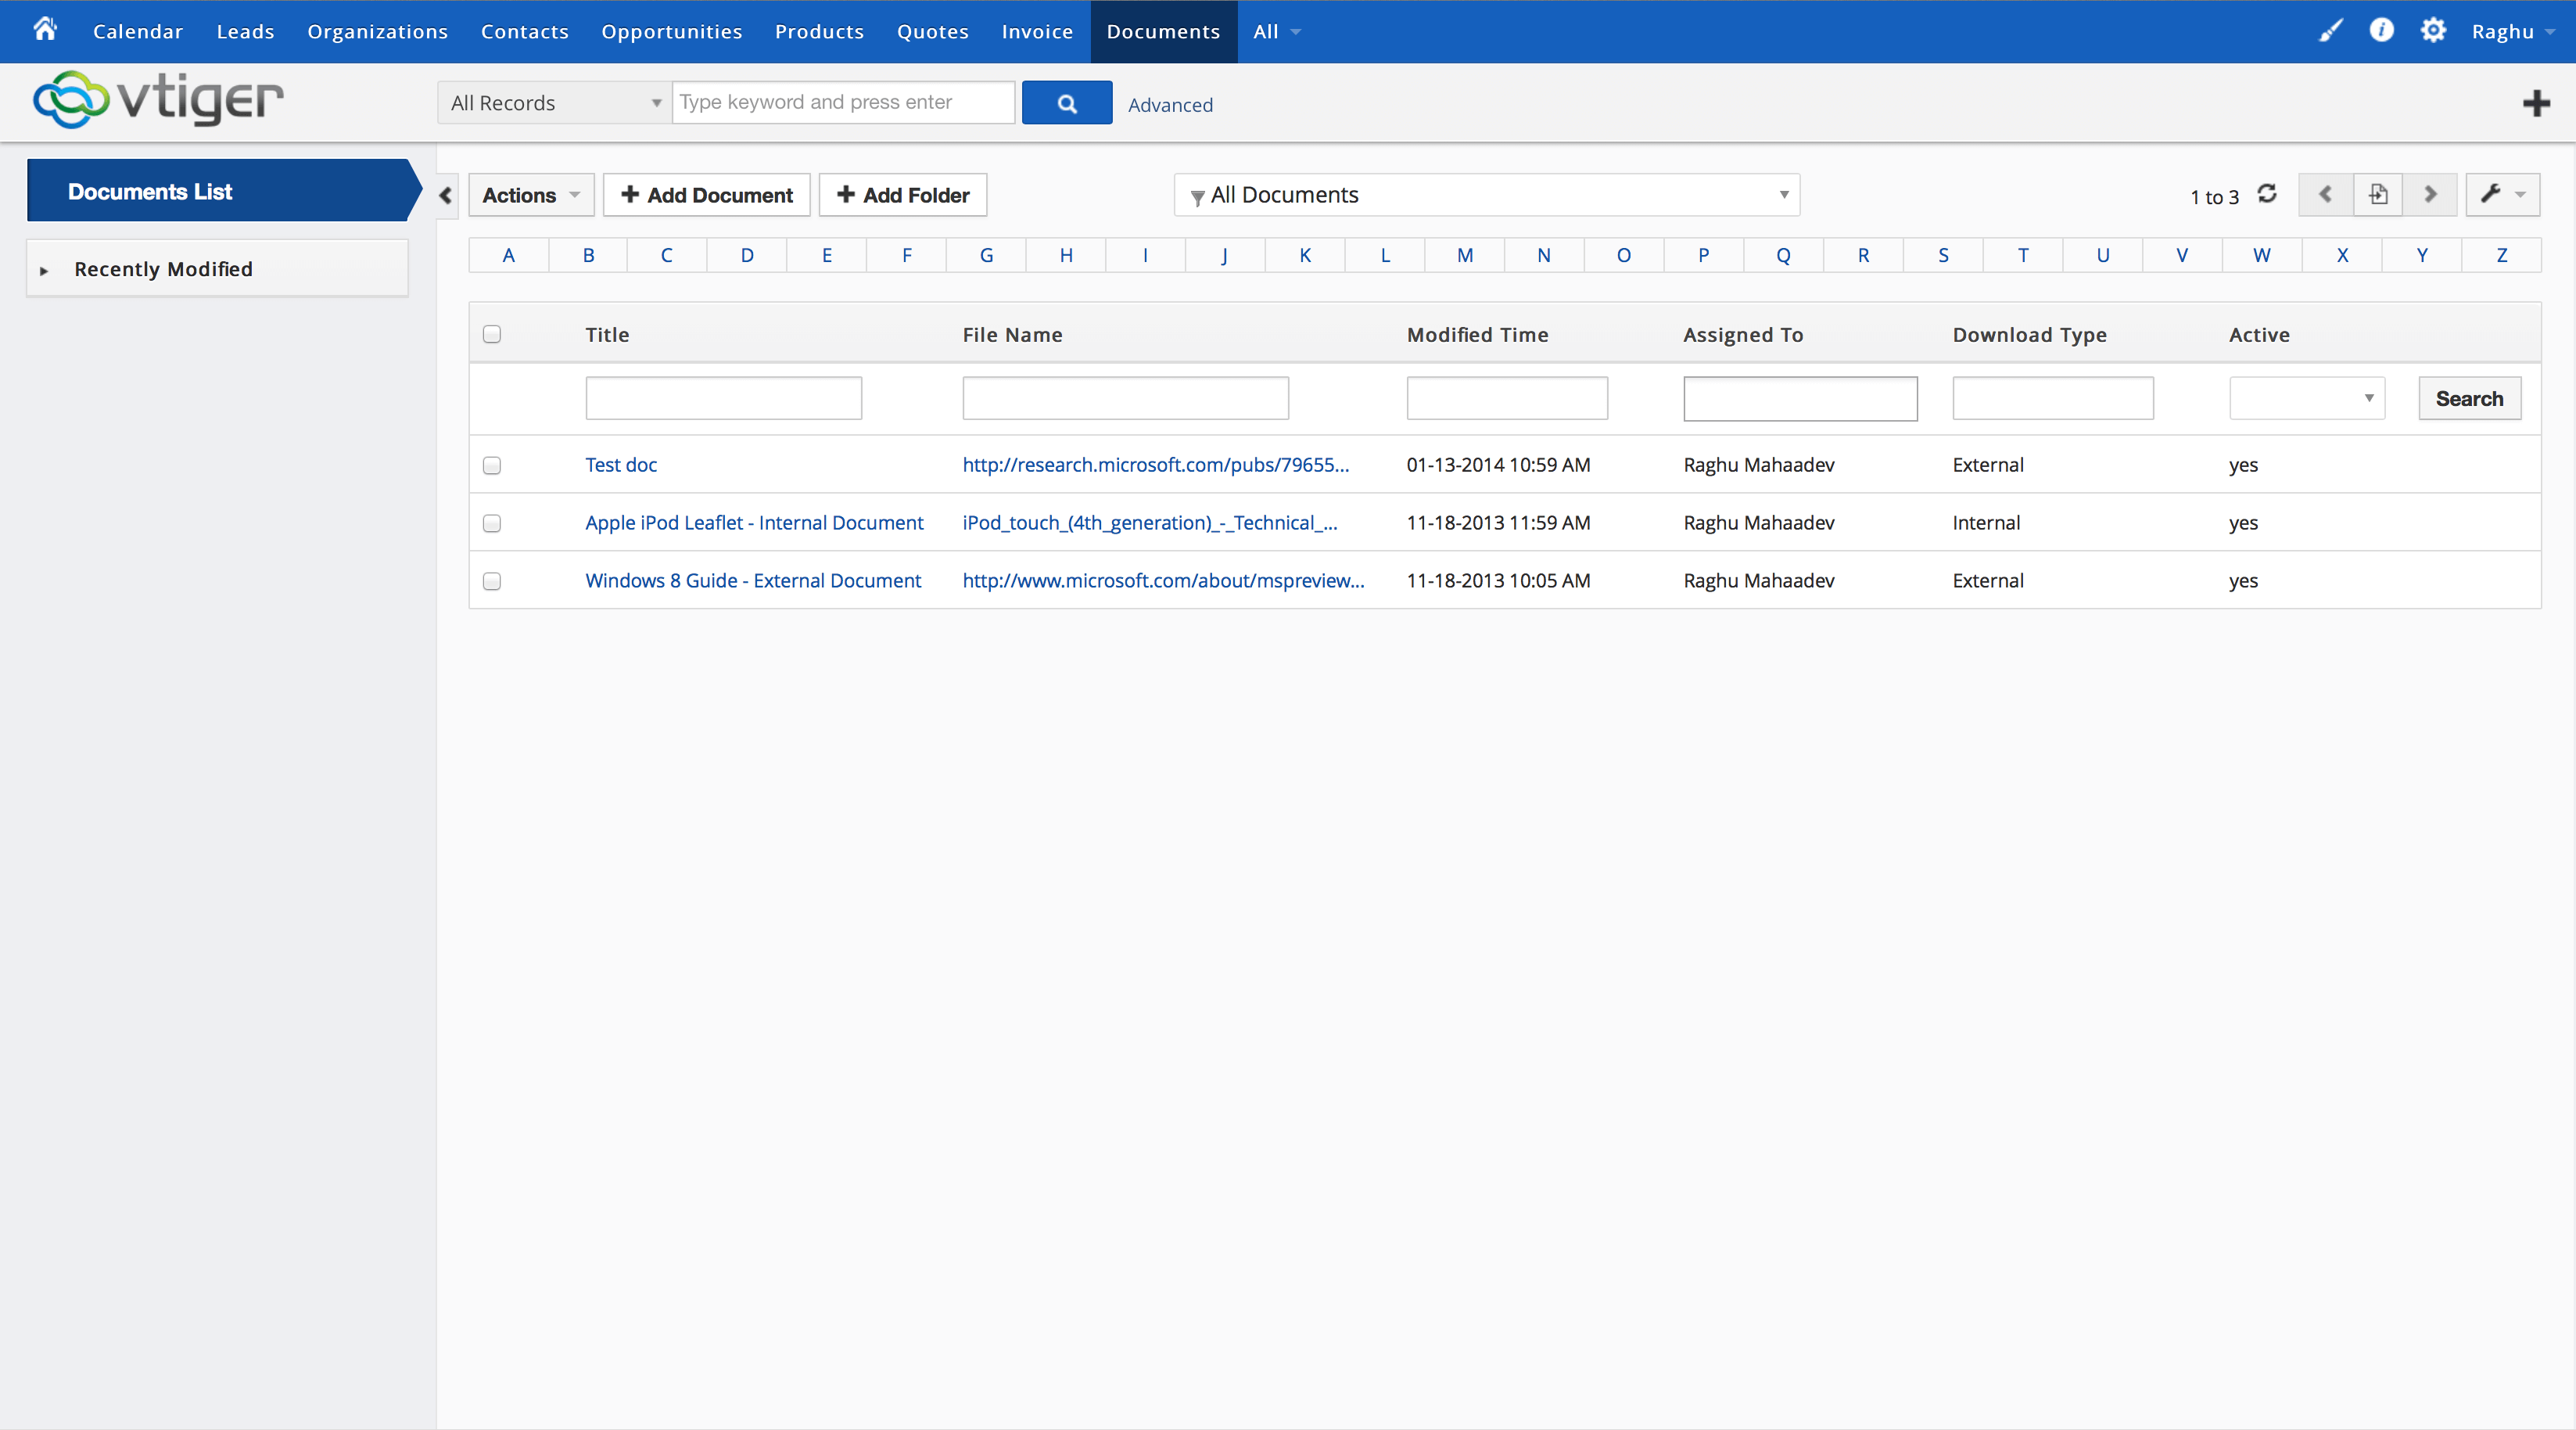 Calendar Leads Organizations Contacts Opportunities Products Quotes Invoice Documents All Raghu
vtiger All Records Type keyword and press enter Advanced
Documents List Actions Add Document Add Folder All Documents 1 to 3
A B C D E F G H I J K L M N O P Q R S T U V W X Y Z
Recently Modified
Title File Name Modified Time Assigned To Download Type Active
Search
Test doc http://research.microsoft.com/pubs/79655... 01-13-2014 10:59 AM Raghu Mahaadev External yes
Apple iPod Leaflet - Internal Document iPod_touch_(4th_generation)_-_Technical_... 11-18-2013 11:59 AM Raghu Mahaadev Internal yes
Windows 8 Guide - External Document http://www.microsoft.com/about/mspreview... 11-18-2013 10:05 AM Raghu Mahaadev External yes